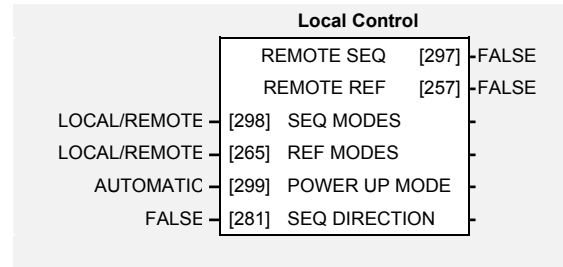 Local Control
REMOTE SEQ [297] FALSE
REMOTE REF [257] FALSE
LOCAL/REMOTE [298] SEQ MODES
LOCAL/REMOTE [265] REF MODES
AUTOMATIC [299] POWER UP MODE
FALSE [281] SEQ DIRECTION